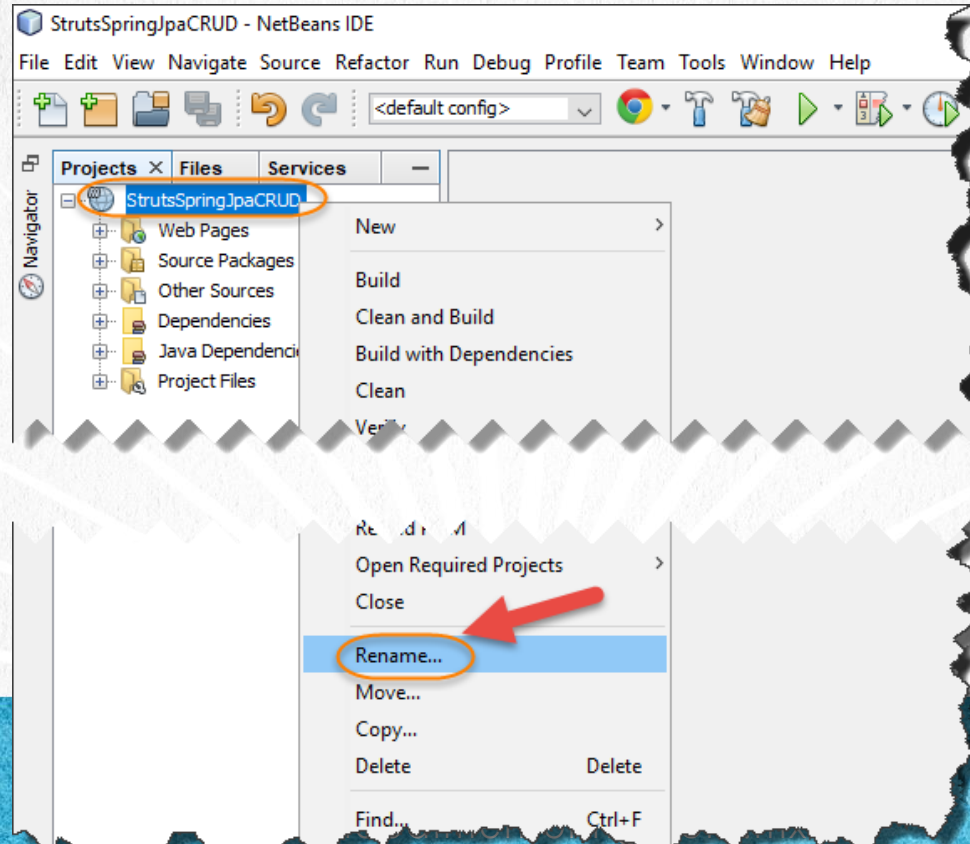 StrutsSpringJpaCRUD - NetBeans IDE
File Edit View Navigate Source Refactor Run Debug Profile Team Tools Window Help
<default config>
Projects Files Services
Navigator
StrutsSpringJpaCRUD
Web Pages
Source Packages
Other Sources
Dependencies
Java Dependenci
Project Files
New
Build
Clean and Build
Build with Dependencies
Clean
Open Required Projects
Close
Rename...
Move...
Copy...
Delete Delete
Find... Ctrl+F